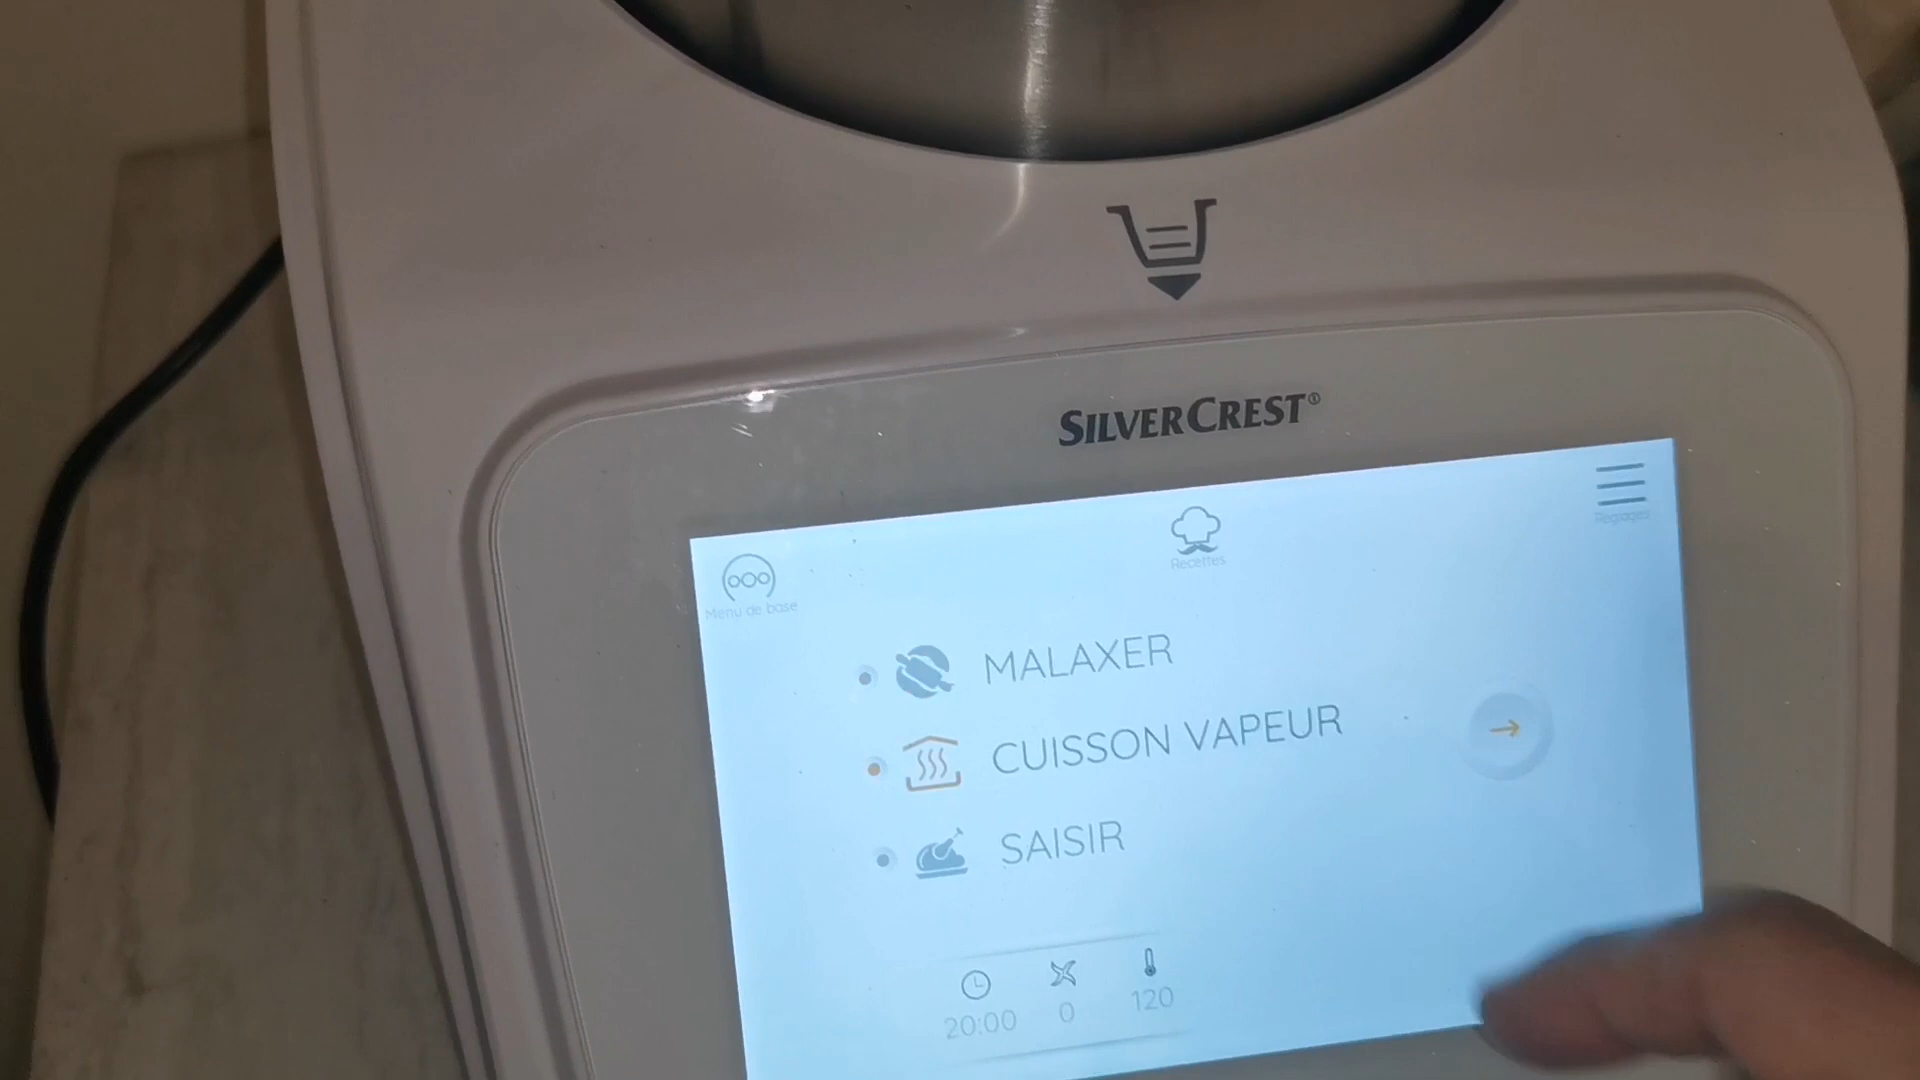 SILVERCREST®
Réglages
Recettes
Menu de base
MALAXER
CUISSON VAPEUR
SAISIR
20:00 0 120